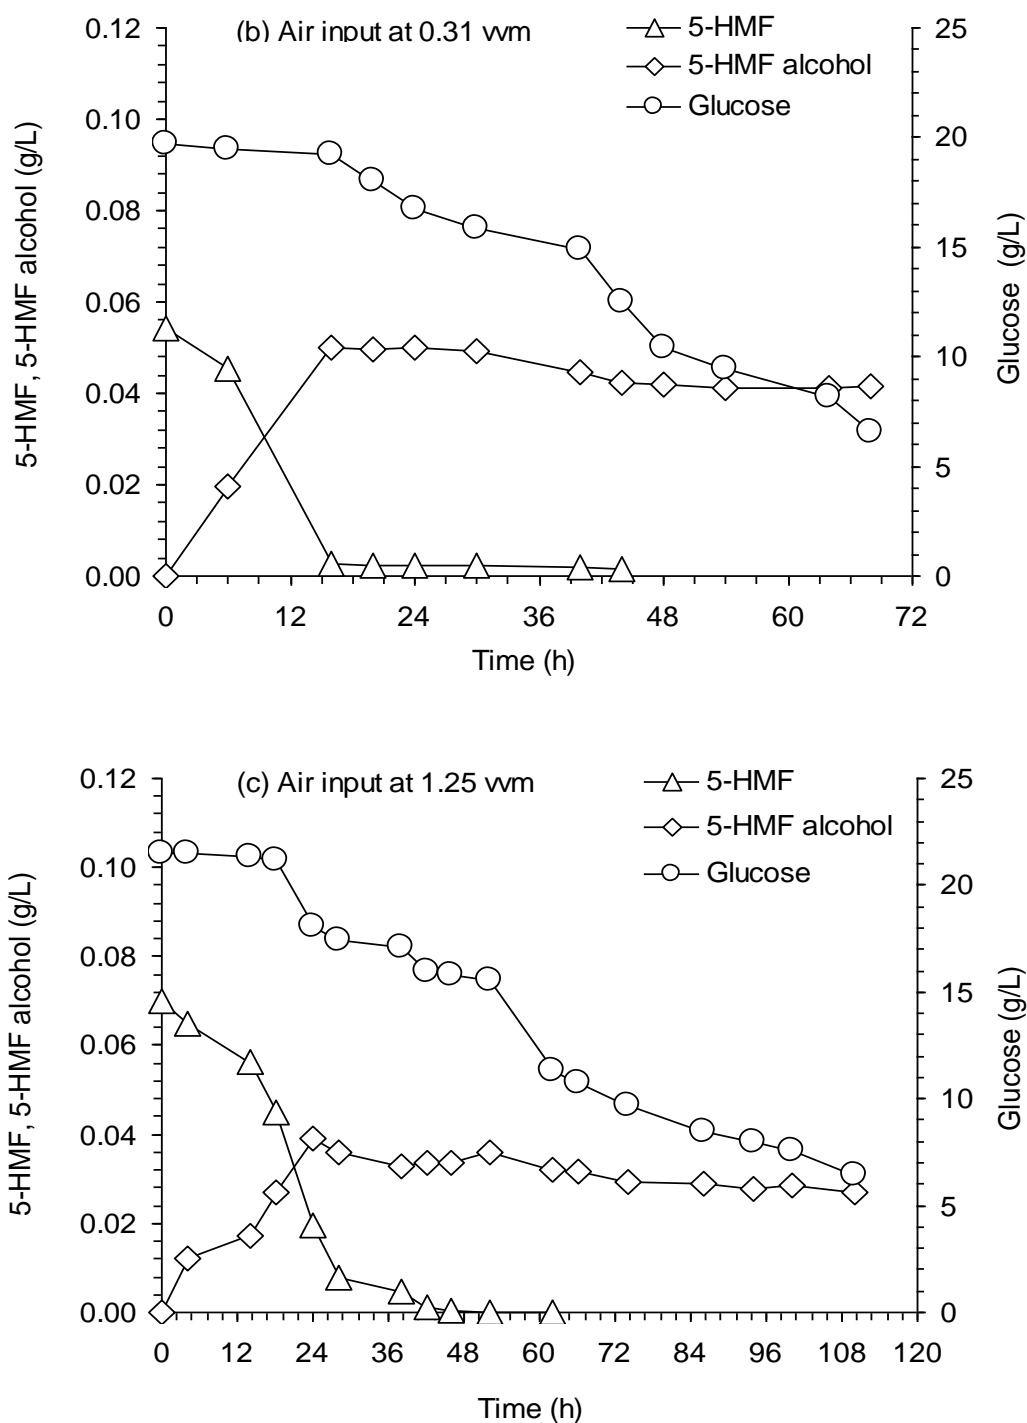 (b) Air input at 0.31 vvm
5-HMF
5-HMF alcohol
Glucose
5-HMF, 5-HMF alcohol (g/L)
0.12
0.10
0.08
0.06
0.04
0.02
0.00
25
20
15
10
5
0
Glucose (g/L)
0 12 24 36 48 60 72
Time (h)
(c) Air input at 1.25 vvm
5-HMF
5-HMF alcohol
Glucose
5-HMF, 5-HMF alcohol (g/L)
0.12
0.10
0.08
0.06
0.04
0.02
0.00
25
20
15
10
5
0
Glucose (g/L)
0 12 24 36 48 60 72 84 96 108 120
Time (h)